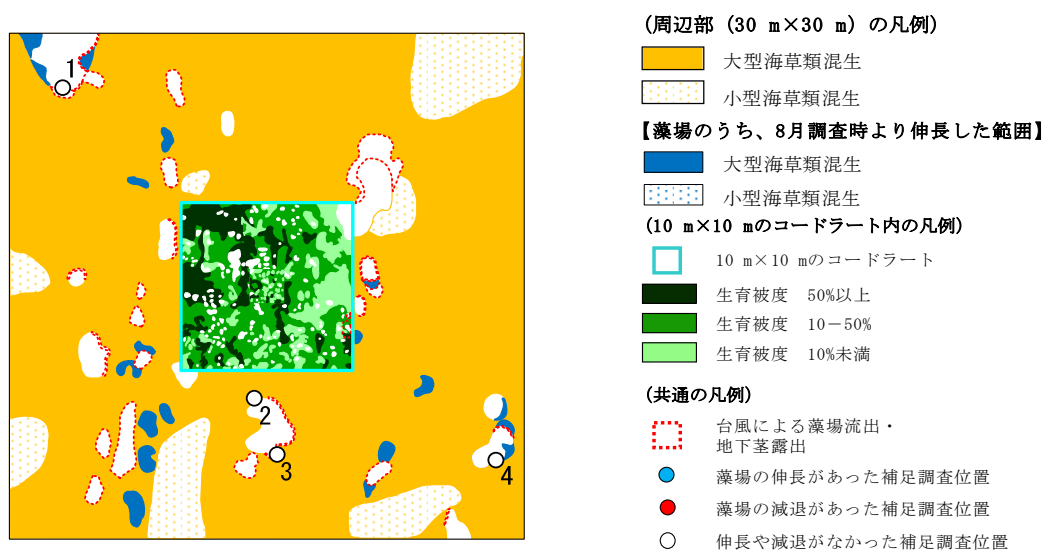 1
2
3
4
(周辺部 (30 m×30 m) の凡例)
大型海草類混生
小型海草類混生
【藻場のうち、8月調査時より伸長した範囲】
大型海草類混生
小型海草類混生
(10 m×10 mのコードラート内の凡例)
10 m×10 mのコードラート
生育被度 50%以上
生育被度 10－50%
生育被度 10%未満
(共通の凡例)
台風による藻場流出・
地下茎露出
藻場の伸長があった補足調査位置
藻場の減退があった補足調査位置
伸長や減退がなかった補足調査位置